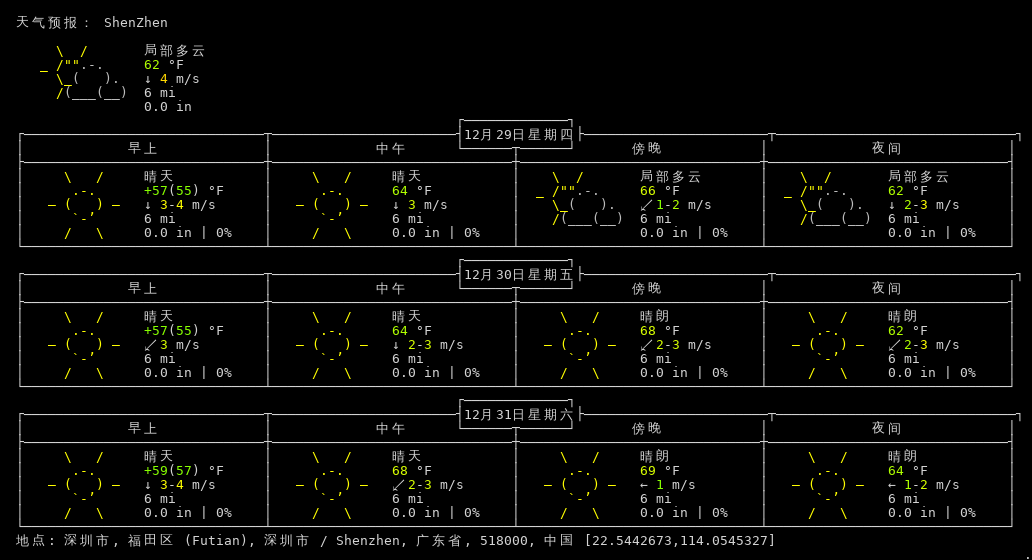 天气预报： ShenZhen
局部多云
62 °F
↓ 4 m/s
6 mi
0.0 in
12月29日星期四
早上 中午 傍晚 夜间
晴天 晴天 局部多云 局部多云
+57(55) °F 64 °F 66 °F 62 °F
↓ 3-4 m/s ↓ 3 m/s ↙ 1-2 m/s ↓ 2-3 m/s
6 mi 6 mi 6 mi 6 mi
0.0 in | 0% 0.0 in | 0% 0.0 in | 0% 0.0 in | 0%
12月30日星期五
早上 中午 傍晚 夜间
晴天 晴天 晴朗 晴朗
+57(55) °F 64 °F 68 °F 62 °F
↙ 3 m/s ↓ 2-3 m/s ↙ 2-3 m/s ↙ 2-3 m/s
6 mi 6 mi 6 mi 6 mi
0.0 in | 0% 0.0 in | 0% 0.0 in | 0% 0.0 in | 0%
12月31日星期六
早上 中午 傍晚 夜间
晴天 晴天 晴朗 晴朗
+59(57) °F 68 °F 69 °F 64 °F
↓ 3-4 m/s ↙ 2-3 m/s ← 1 m/s ← 1-2 m/s
6 mi 6 mi 6 mi 6 mi
0.0 in | 0% 0.0 in | 0% 0.0 in | 0% 0.0 in | 0%
地点: 深圳市, 福田区 (Futian), 深圳市 / Shenzhen, 广东省, 518000, 中国 [22.5442673,114.0545327]